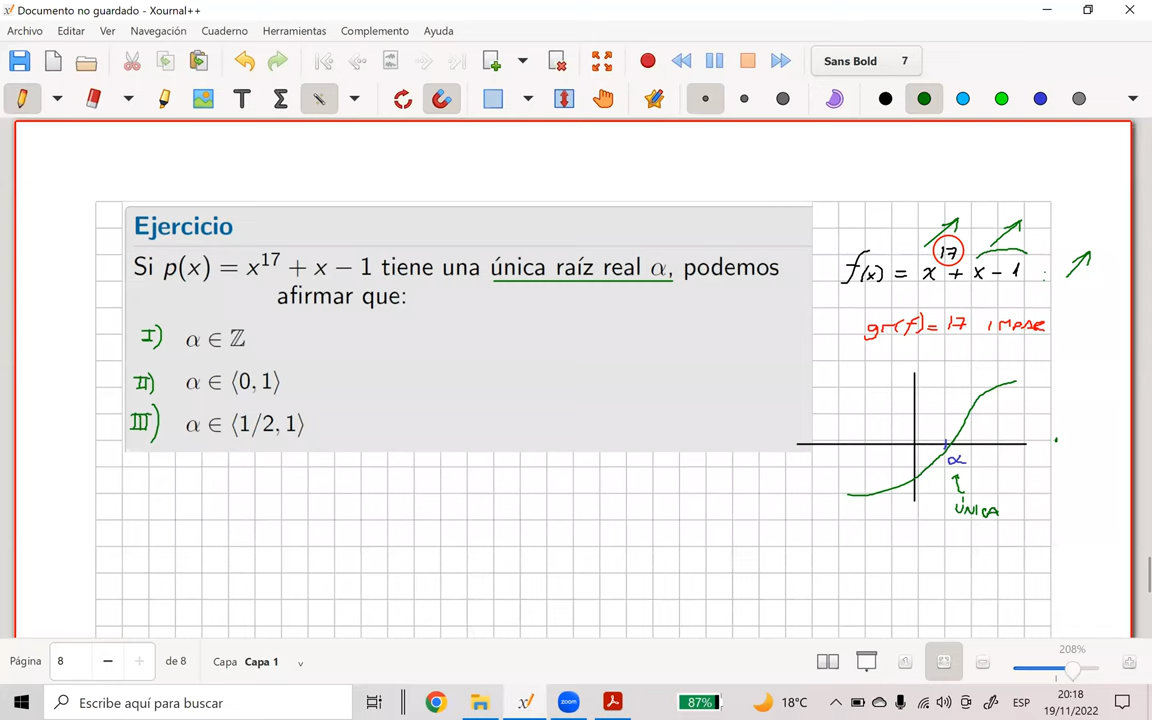 Documento no guardado - Xournal++
Archivo Editar Ver Navegación Cuaderno Herramientas Complemento Ayuda
Sans Bold 7
Ejercicio
Si p(x) = x^17 + x − 1 tiene una única raíz real α, podemos
afirmar que:
I) α ∈ ℤ
II) α ∈ ⟨0, 1⟩
III) α ∈ ⟨1/2, 1⟩
f(x) = x^17 + x − 1 :
gr(f) = 17 IMPAR
α
ÚNICA
Página 8 de 8 Capa Capa 1
208%
Escribe aquí para buscar
zoom
87%
18°C
ESP
20:18
19/11/2022